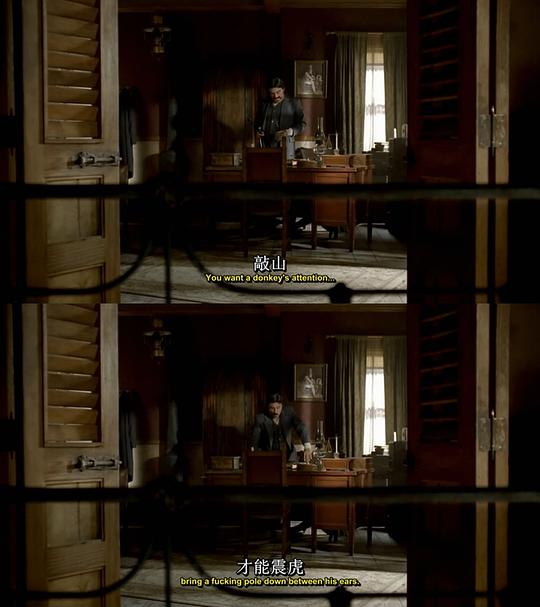 敲山
You want a donkey's attention...
才能震虎
bring a fucking pole down between his ears.